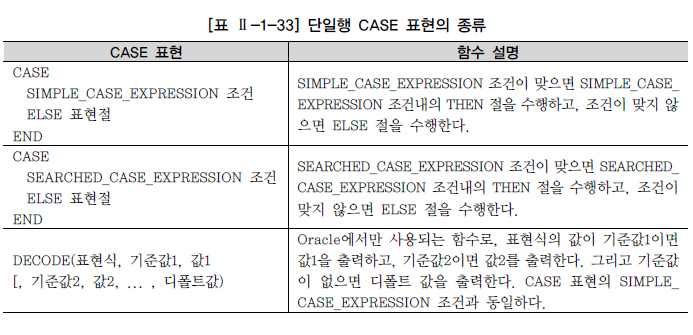 [표 Ⅱ-1-33] 단일행 CASE 표현의 종류
CASE 표현
함수 설명
CASE
SIMPLE_CASE_EXPRESSION 조건
ELSE 표현절
END
SIMPLE_CASE_EXPRESSION 조건이 맞으면 SIMPLE_CASE_
EXPRESSION 조건내의 THEN 절을 수행하고, 조건이 맞지 않
으면 ELSE 절을 수행한다.
CASE
SEARCHED_CASE_EXPRESSION 조건
ELSE 표현절
END
SEARCHED_CASE_EXPRESSION 조건이 맞으면 SEARCHED_
CASE_EXPRESSION 조건내의 THEN 절을 수행하고, 조건이
맞지 않으면 ELSE 절을 수행한다.
DECODE(표현식, 기준값1, 값1
[, 기준값2, 값2, ... , 디폴트값)
Oracle에서만 사용되는 함수로, 표현식의 값이 기준값1이면
값1을 출력하고, 기준값2이면 값2를 출력한다. 그리고 기준값
이 없으면 디폴트 값을 출력한다. CASE 표현의 SIMPLE_
CASE_EXPRESSION 조건과 동일하다.